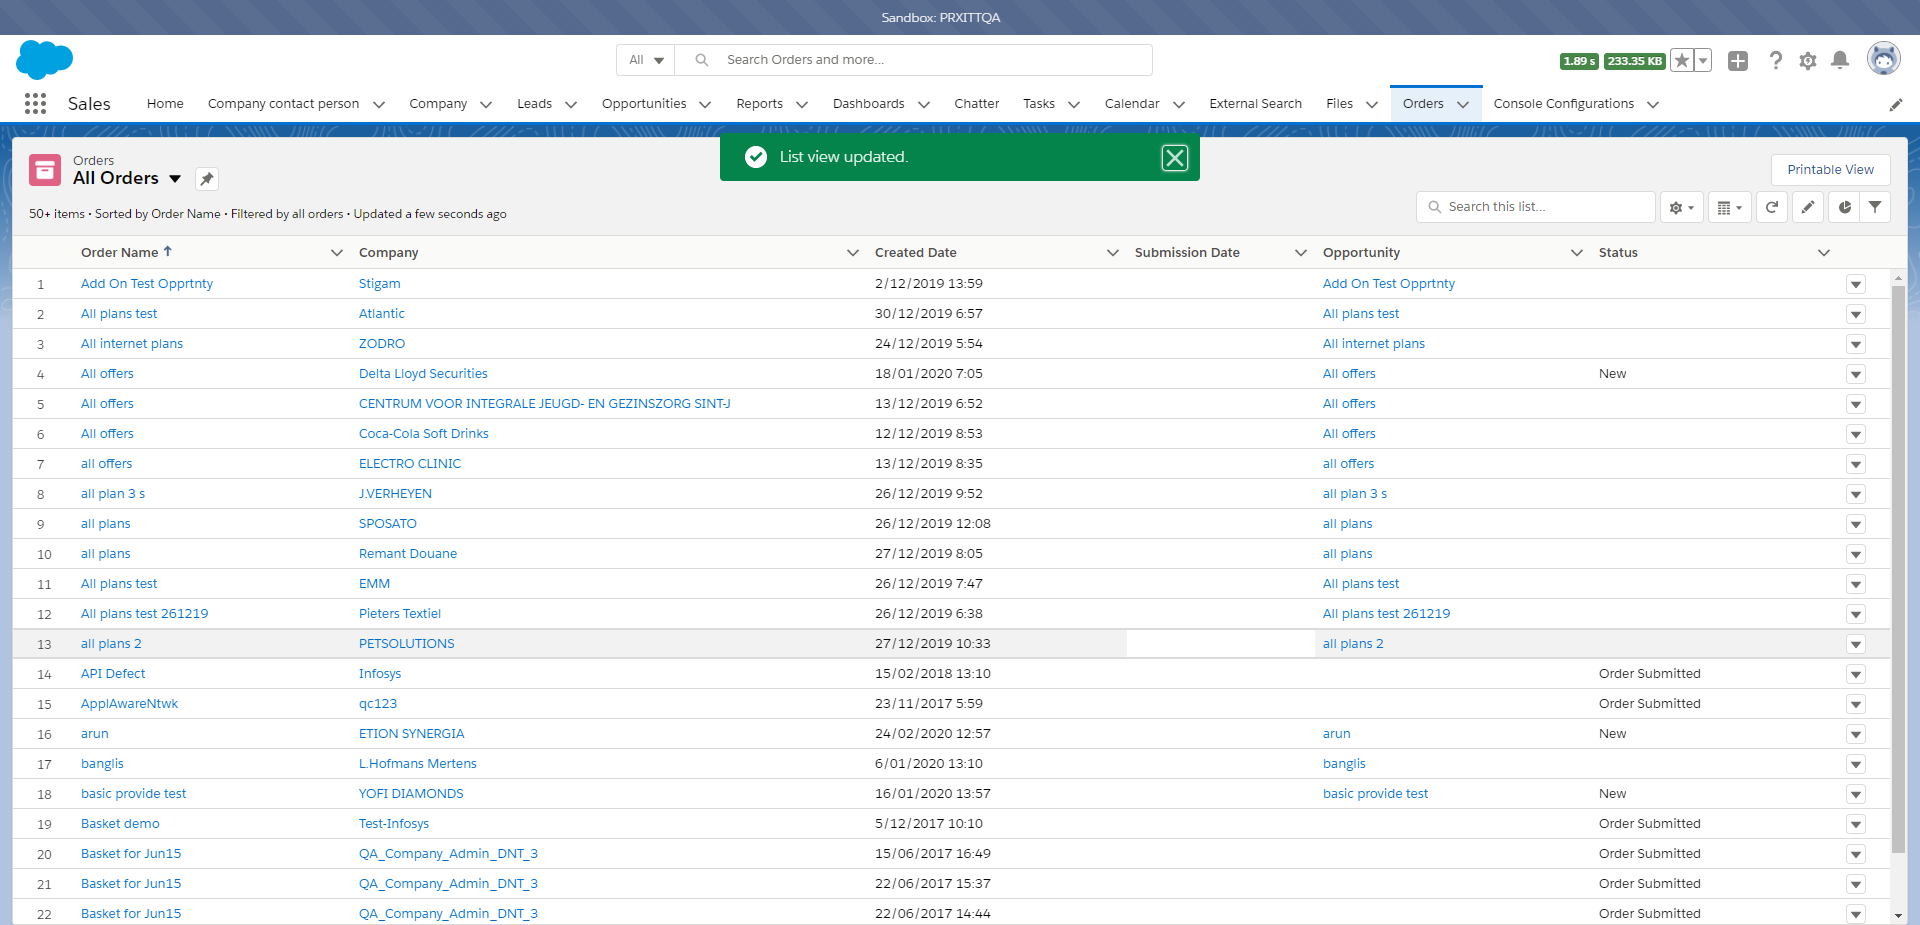 Sandbox: PRXITTQA
All Search Orders and more... 1.89 s 233.35 KB
Sales Home Company contact person Company Leads Opportunities Reports Dashboards Chatter Tasks Calendar External Search Files Orders Console Configurations
List view updated.
Orders
All Orders
Printable View
50+ items • Sorted by Order Name • Filtered by all orders • Updated a few seconds ago
Search this list...
Order Name Company Created Date Submission Date Opportunity Status
1 Add On Test Opprtnty Stigam 2/12/2019 13:59 Add On Test Opprtnty
2 All plans test Atlantic 30/12/2019 6:57 All plans test
3 All internet plans ZODRO 24/12/2019 5:54 All internet plans
4 All offers Delta Lloyd Securities 18/01/2020 7:05 All offers New
5 All offers CENTRUM VOOR INTEGRALE JEUGD- EN GEZINSZORG SINT-J 13/12/2019 6:52 All offers
6 All offers Coca-Cola Soft Drinks 12/12/2019 8:53 All offers
7 all offers ELECTRO CLINIC 13/12/2019 8:35 all offers
8 all plan 3 s J.VERHEYEN 26/12/2019 9:52 all plan 3 s
9 all plans SPOSATO 26/12/2019 12:08 all plans
10 all plans Remant Douane 27/12/2019 8:05 all plans
11 All plans test EMM 26/12/2019 7:47 All plans test
12 All plans test 261219 Pieters Textiel 26/12/2019 6:38 All plans test 261219
13 all plans 2 PETSOLUTIONS 27/12/2019 10:33 all plans 2
14 API Defect Infosys 15/02/2018 13:10 Order Submitted
15 ApplAwareNtwk qc123 23/11/2017 5:59 Order Submitted
16 arun ETION SYNERGIA 24/02/2020 12:57 arun New
17 banglis L.Hofmans Mertens 6/01/2020 13:10 banglis
18 basic provide test YOFI DIAMONDS 16/01/2020 13:57 basic provide test New
19 Basket demo Test-Infosys 5/12/2017 10:10 Order Submitted
20 Basket for Jun15 QA_Company_Admin_DNT_3 15/06/2017 16:49 Order Submitted
21 Basket for Jun15 QA_Company_Admin_DNT_3 22/06/2017 15:37 Order Submitted
22 Basket for Jun15 QA_Company_Admin_DNT_3 22/06/2017 14:44 Order Submitted